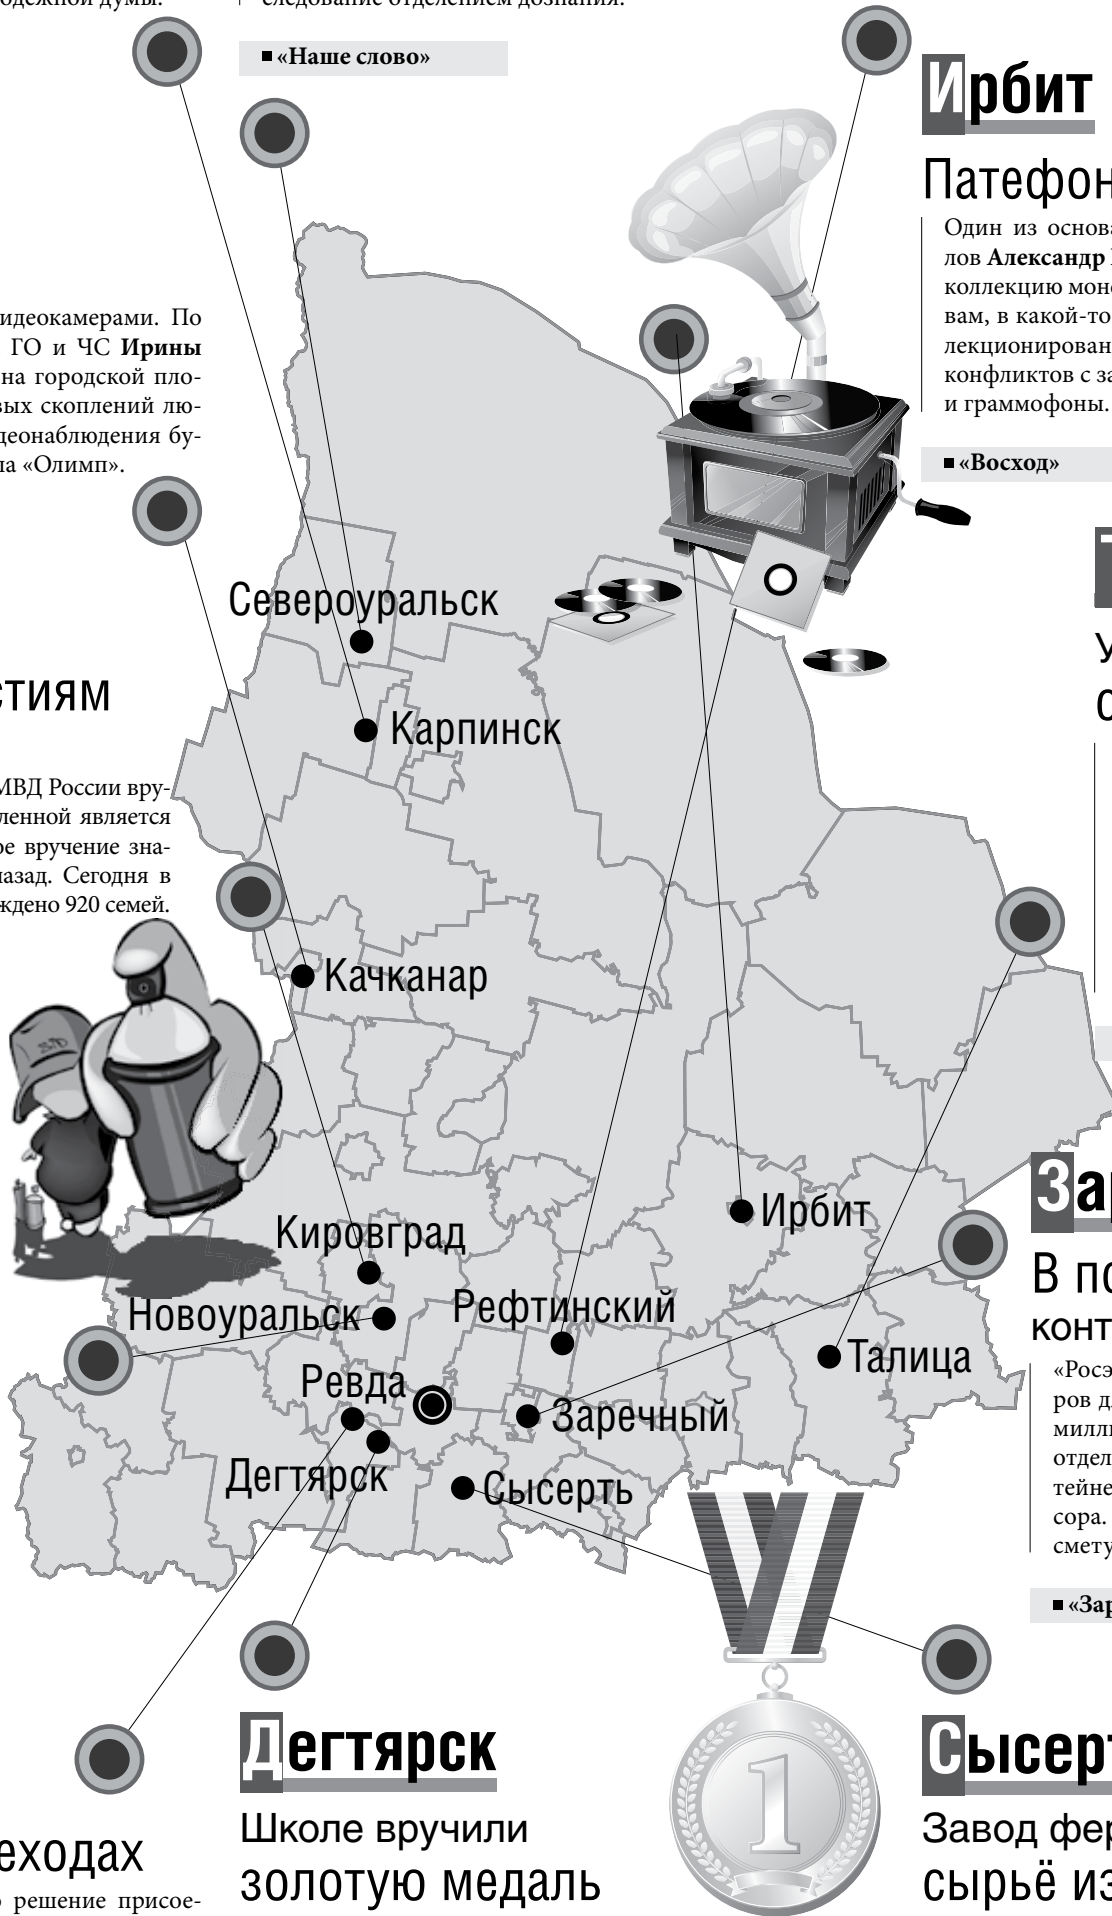 одежной думы.
следование отделением дознания.
«Наше слово»
Ирбит
Патефон
Один из основа
лов Александр
коллекцию моне
вам, в какой-то
лекционирован
конфликтов с за
и граммофоны.
«Восход»
идеокамерами. По
ГО и ЧС Ирины
на городской пло-
вых скоплений лю-
деонаблюдения бу-
ла «Олимп».
стиям
МВД России вру-
ленной является
ое вручение зна-
назад. Сегодня в
ждено 920 семей.
Североуральск
Карпинск
Качканар
Кировград
Новоуральск
Рефтинский
Ирбит
Талица
Ревда
Заречный
Дегтярск
Сысерть
Зар
В по
конт
«Росэ
ров д
милл
отдел
тейне
сора.
смету
«Зар
1
еходах
решение присое-
Дегтярск
Школе вручили
золотую медаль
Сысерт
Завод фер
сырьё из